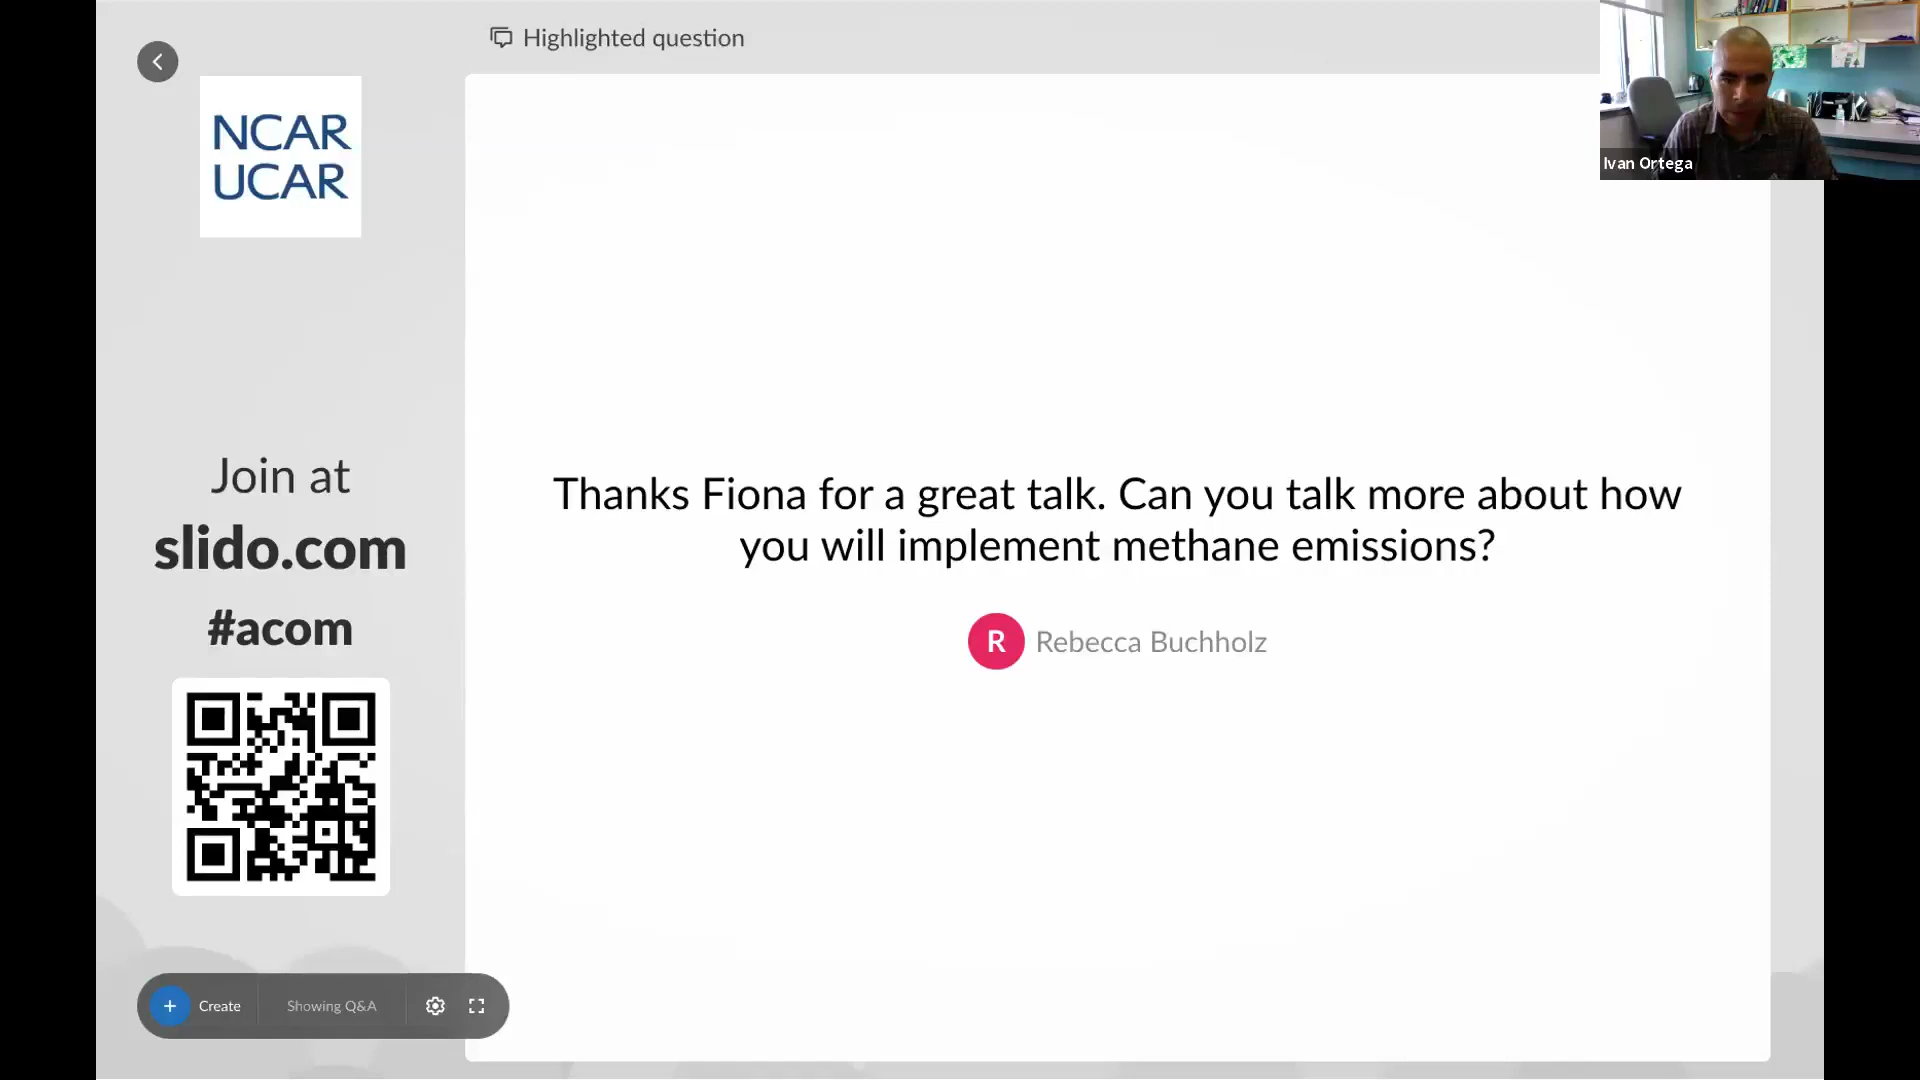 Highlighted question
NCAR
UCAR
Join at
slido.com
#acom
Thanks Fiona for a great talk. Can you talk more about how
you will implement methane emissions?
R Rebecca Buchholz
Ivan Ortega
+ Create Showing Q&A